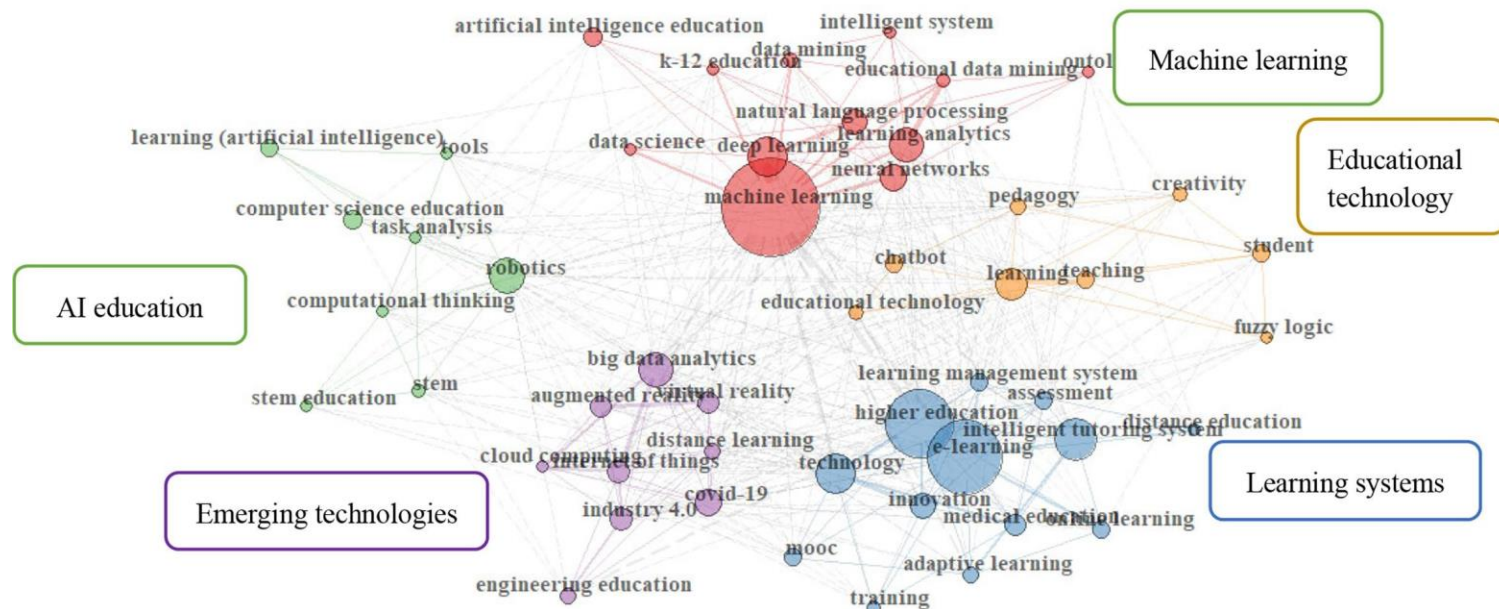 artificial intelligence education
intelligent system
k-12 education
data mining
educational data mining
ontol
natural language processing
learning analytics
data science
deep learning
neural networks
machine learning
Machine learning
learning (artificial intelligence)
tools
computer science education
task analysis
robotics
computational thinking
stem
stem education
AI education
pedagogy
creativity
chatbot
learning
teaching
student
educational technology
fuzzy logic
Educational
technology
big data analytics
augmented reality
virtual reality
distance learning
cloud computing
internet of things
covid-19
industry 4.0
engineering education
Emerging technologies
learning management system
assessment
higher education
distance education
intelligent tutoring system
e-learning
technology
innovation
medical education
online learning
mooc
adaptive learning
training
Learning systems